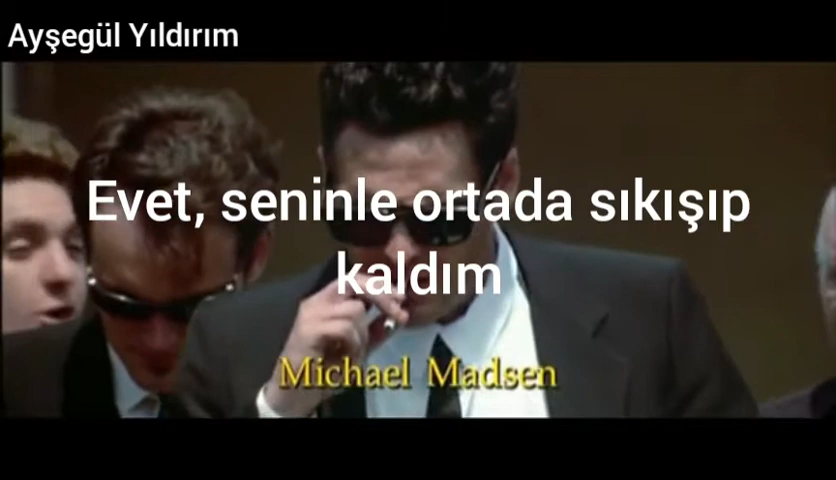 Ayşegül Yıldırım
Evet, seninle ortada sıkışıp
kaldım
Michael Madsen